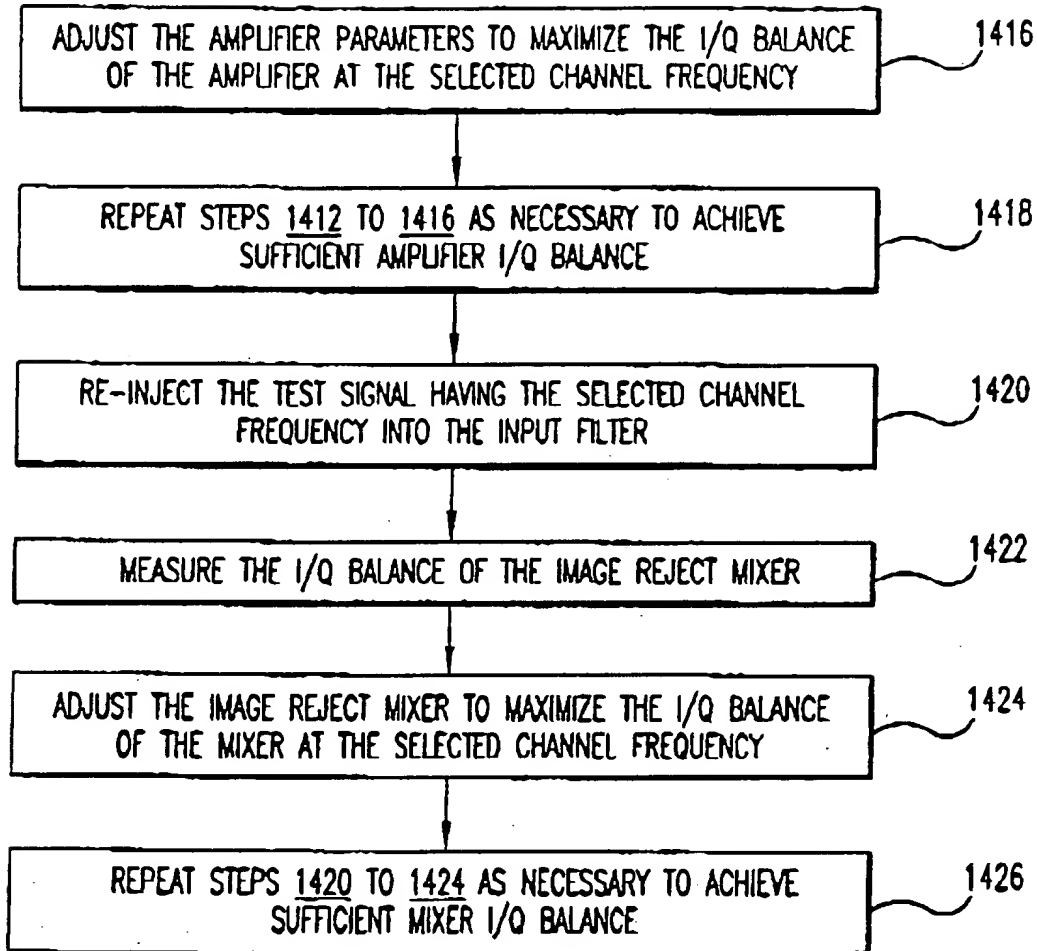 ADJUST THE AMPLIFIER PARAMETERS TO MAXIMIZE THE I/Q BALANCE
OF THE AMPLIFIER AT THE SELECTED CHANNEL FREQUENCY
1416
REPEAT STEPS 1412 TO 1416 AS NECESSARY TO ACHIEVE
SUFFICIENT AMPLIFIER I/Q BALANCE
1418
RE-INJECT THE TEST SIGNAL HAVING THE SELECTED CHANNEL
FREQUENCY INTO THE INPUT FILTER
1420
MEASURE THE I/Q BALANCE OF THE IMAGE REJECT MIXER
1422
ADJUST THE IMAGE REJECT MIXER TO MAXIMIZE THE I/Q BALANCE
OF THE MIXER AT THE SELECTED CHANNEL FREQUENCY
1424
REPEAT STEPS 1420 TO 1424 AS NECESSARY TO ACHIEVE
SUFFICIENT MIXER I/Q BALANCE
1426